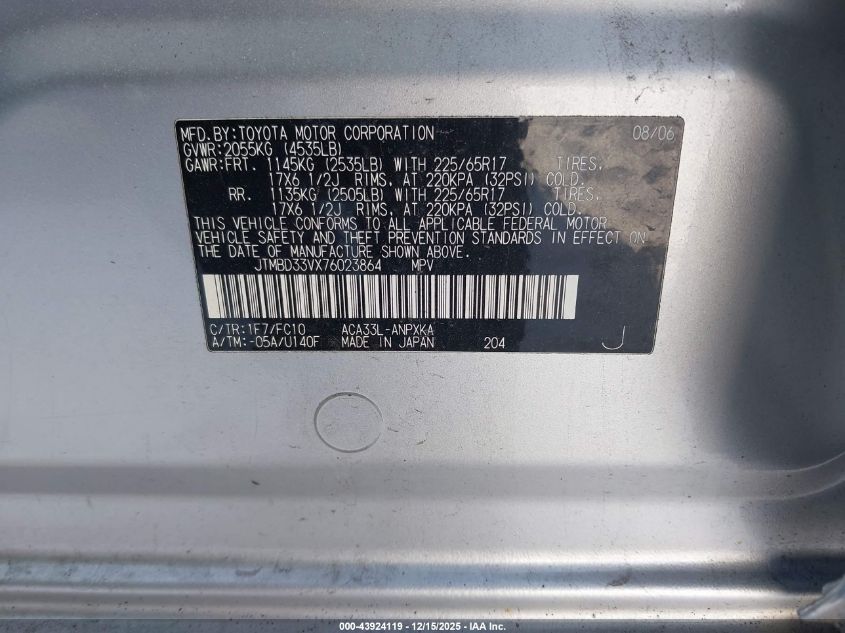 MFD.BY:TOYOTA MOTOR CORPORATION 08/06
GVWR:2055KG (4535LB)
GAWR:FRT. 1145KG (2535LB) WITH 225/65R17 TIRES,
17X6 1/2J RIMS, AT 220KPA (32PSI) COLD.
RR. 1135KG (2505LB) WITH 225/65R17 TIRES,
17X6 1/2J RIMS, AT 220KPA (32PSI) COLD.
THIS VEHICLE CONFORMS TO ALL APPLICABLE FEDERAL MOTOR
VEHICLE SAFETY AND THEFT PREVENTION STANDARDS IN EFFECT ON
THE DATE OF MANUFACTURE SHOWN ABOVE.
JTMBD33VX76023864 MPV
C/TR:1F7/FC10 ACA33L-ANPXKA
A/TM:-05A/U140F MADE IN JAPAN 204 J
000-43924119 - 12/15/2025 - IAA Inc.